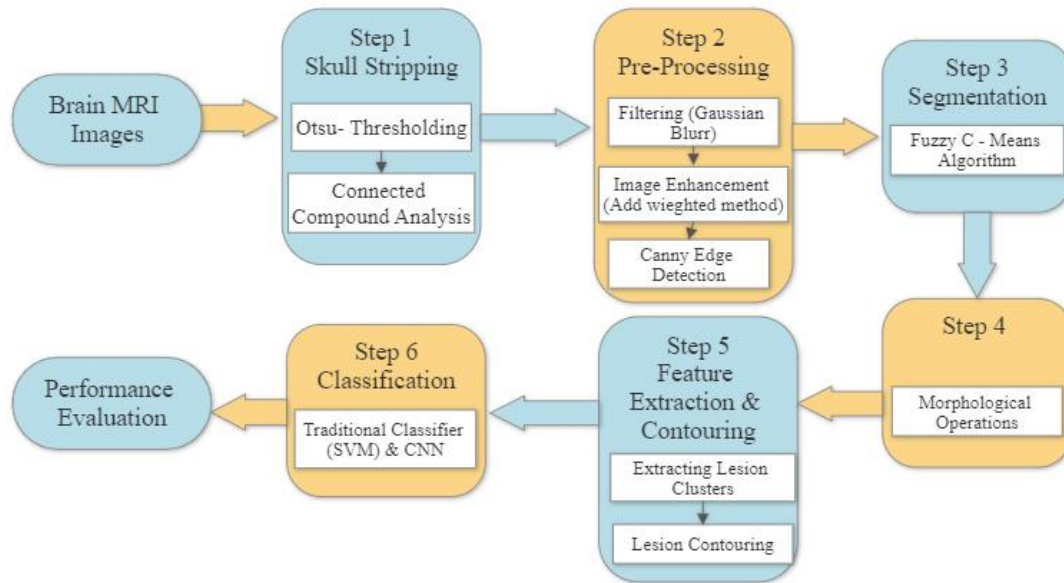 Brain MRI
Images
Step 1
Skull Stripping
Otsu- Thresholding
Connected
Compound Analysis
Step 2
Pre-Processing
Filtering (Gaussian
Blurr)
Image Enhancement
(Add wieghted method)
Canny Edge
Detection
Step 3
Segmentation
Fuzzy C - Means
Algorithm
Step 4
Morphological
Operations
Step 5
Feature
Extraction &
Contouring
Extracting Lesion
Clusters
Lesion Contouring
Step 6
Classification
Traditional Classifier
(SVM) & CNN
Performance
Evaluation